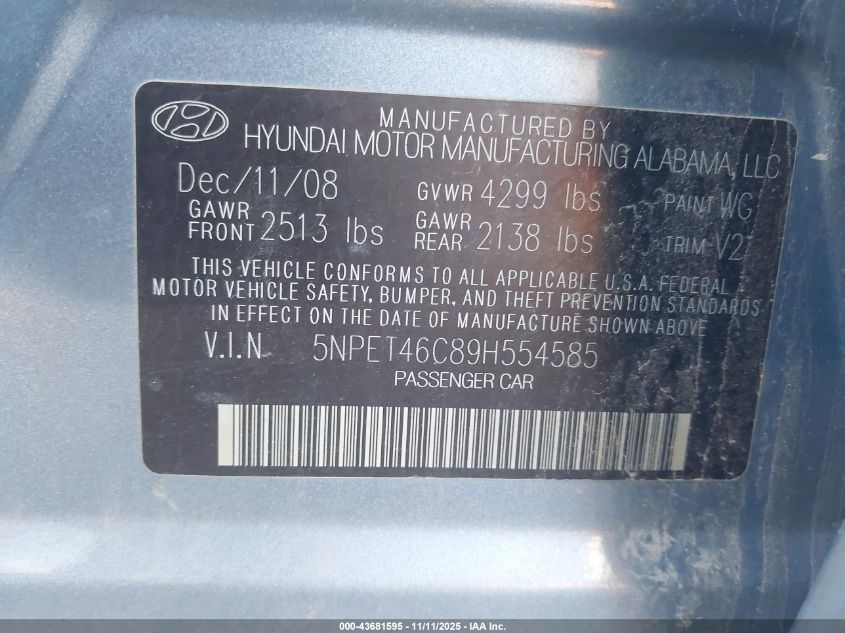 MANUFACTURED BY
HYUNDAI MOTOR MANUFACTURING ALABAMA, LLC
Dec/11/08 GVWR 4299 lbs PAINT WC
GAWR FRONT 2513 lbs GAWR REAR 2138 lbs TRIM V2
THIS VEHICLE CONFORMS TO ALL APPLICABLE U.S.A. FEDERAL
MOTOR VEHICLE SAFETY, BUMPER, AND THEFT PREVENTION STANDARDS
IN EFFECT ON THE DATE OF MANUFACTURE SHOWN ABOVE
V.I.N. 5NPET46C89H554585
PASSENGER CAR
000-43681595 - 11/11/2025 - IAA Inc.